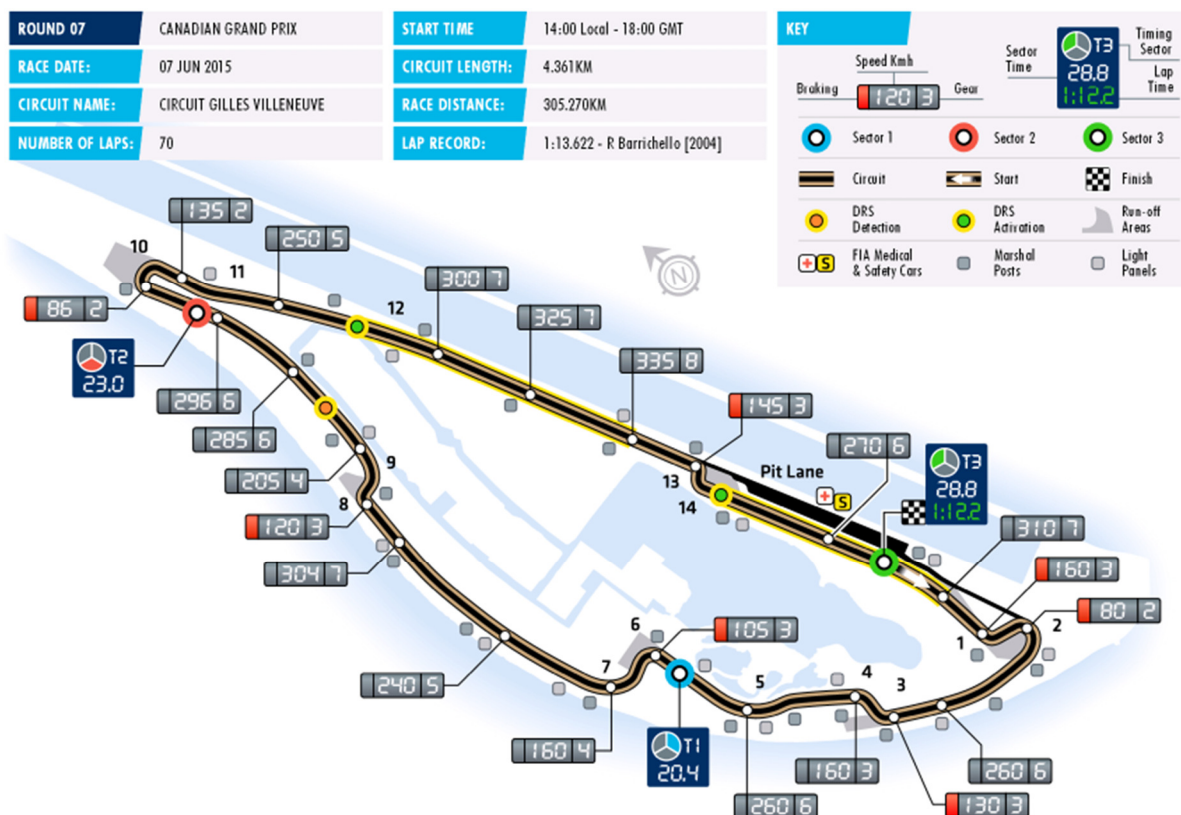 ROUND 07 CANADIAN GRAND PRIX
RACE DATE: 07 JUN 2015
CIRCUIT NAME: CIRCUIT GILLES VILLENEUVE
NUMBER OF LAPS: 70
START TIME 14:00 Local - 18:00 GMT
CIRCUIT LENGTH: 4.361KM
RACE DISTANCE: 305.270KM
LAP RECORD: 1:13.622 - R Barrichello [2004]
KEY
Speed Kmh
Braking 120 3 Gear
Sector Time
T3
28.8
1:12.2
Timing Sector
Lap Time
Sector 1
Sector 2
Sector 3
Circuit
Start
Finish
DRS Detection
DRS Activation
Run-off Areas
S
FIA Medical & Safety Cars
Marshal Posts
Light Panels
N
135 2
10
11
250 5
12
300 7
86 2
325 7
T2
23.0
335 8
296 6
145 3
285 6
270 6
9
205 4
13
Pit Lane
S
T3
28.8
1:12.2
8
14
120 3
310 7
304 7
160 3
6
105 3
1
2
80 2
7
5
4
3
240 5
T1
20.4
160 4
160 3
260 6
260 6
130 3